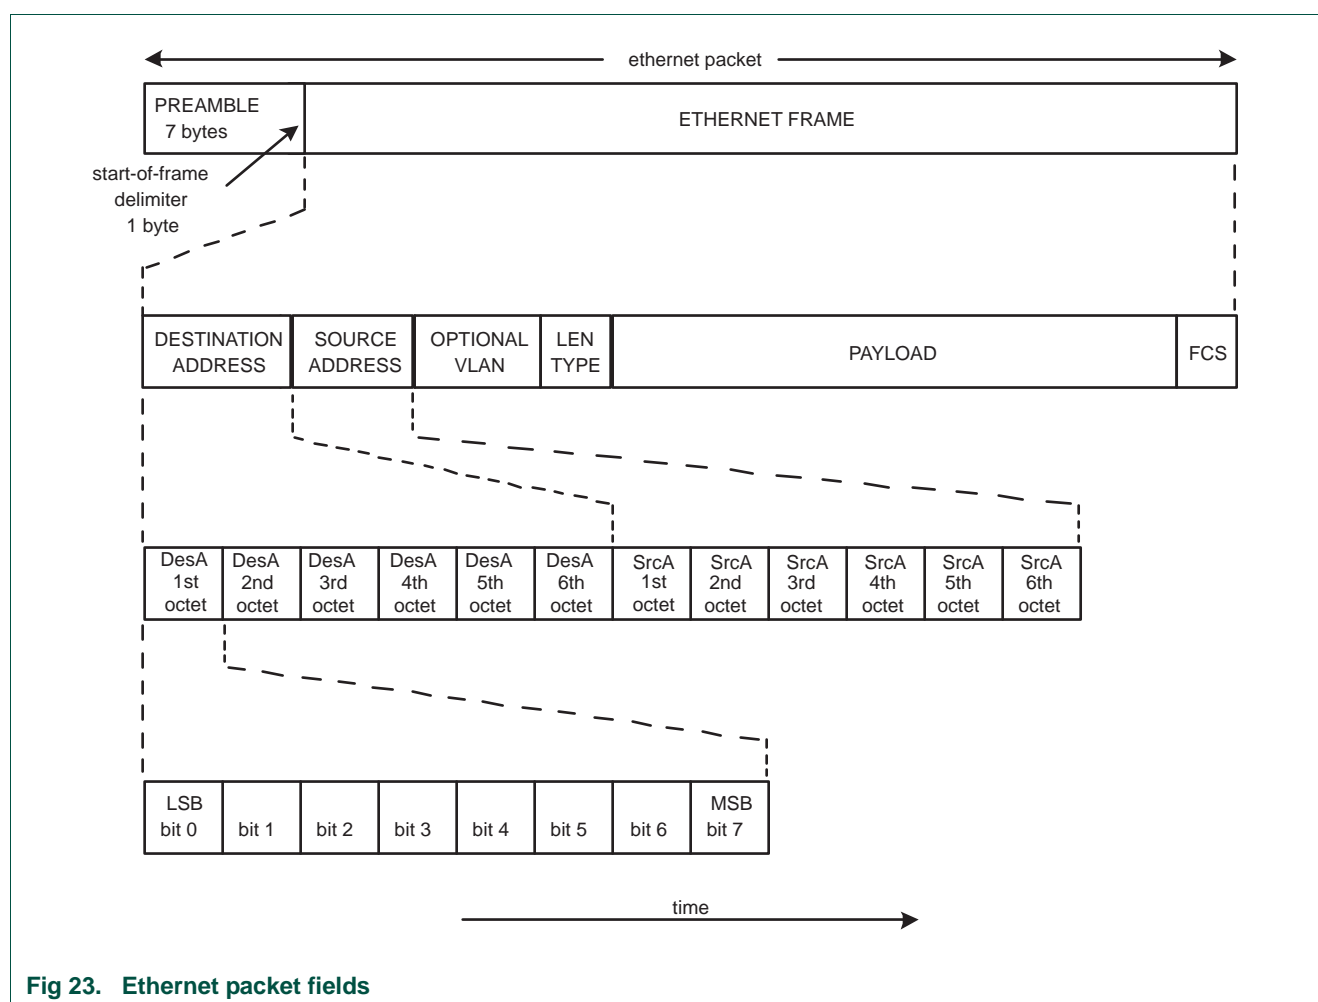 ethernet packet
PREAMBLE
7 bytes
ETHERNET FRAME
start-of-frame
delimiter
1 byte
DESTINATION
ADDRESS
SOURCE
ADDRESS
OPTIONAL
VLAN
LEN
TYPE
PAYLOAD
FCS
DesA
1st
octet
DesA
2nd
octet
DesA
3rd
octet
DesA
4th
octet
DesA
5th
octet
DesA
6th
octet
SrcA
1st
octet
SrcA
2nd
octet
SrcA
3rd
octet
SrcA
4th
octet
SrcA
5th
octet
SrcA
6th
octet
LSB
bit 0
bit 1
bit 2
bit 3
bit 4
bit 5
bit 6
MSB
bit 7
time
Fig 23. Ethernet packet fields